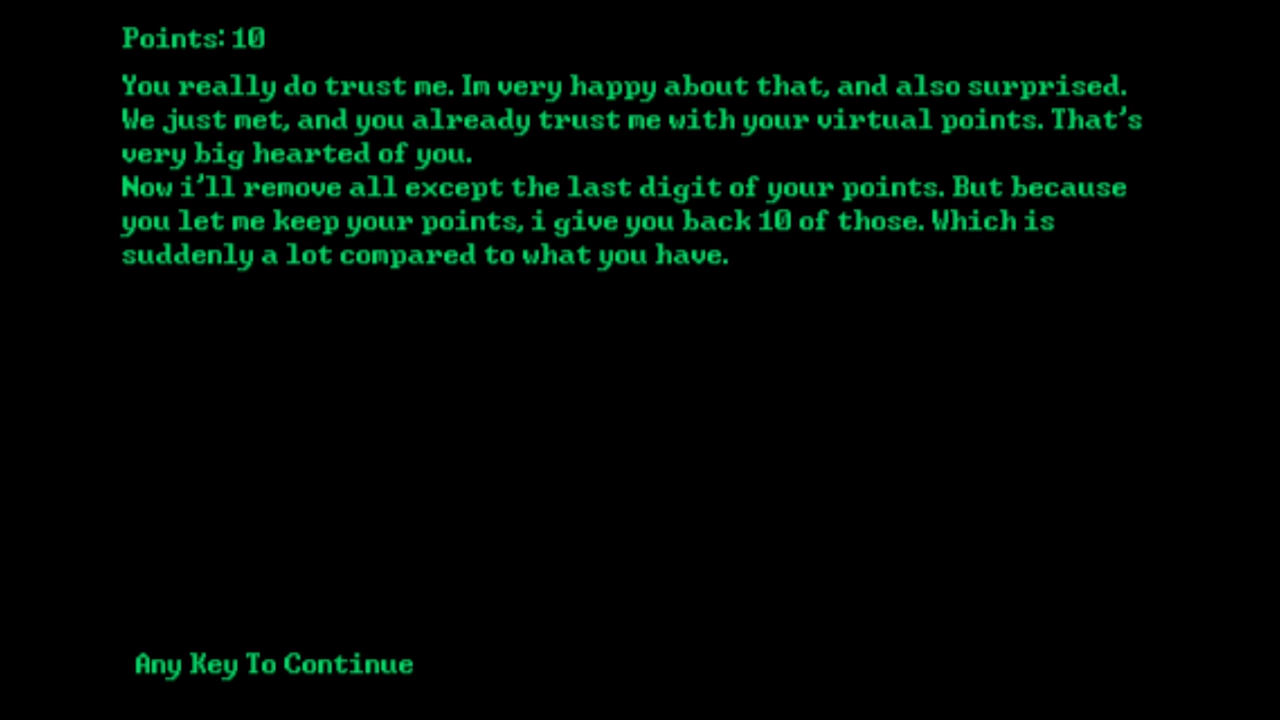 Points: 10
You really do trust me. Im very happy about that, and also surprised.
We just met, and you already trust me with your virtual points. That's
very big hearted of you.
Now i'll remove all except the last digit of your points. But because
you let me keep your points, i give you back 10 of those. Which is
suddenly a lot compared to what you have.
Any Key To Continue